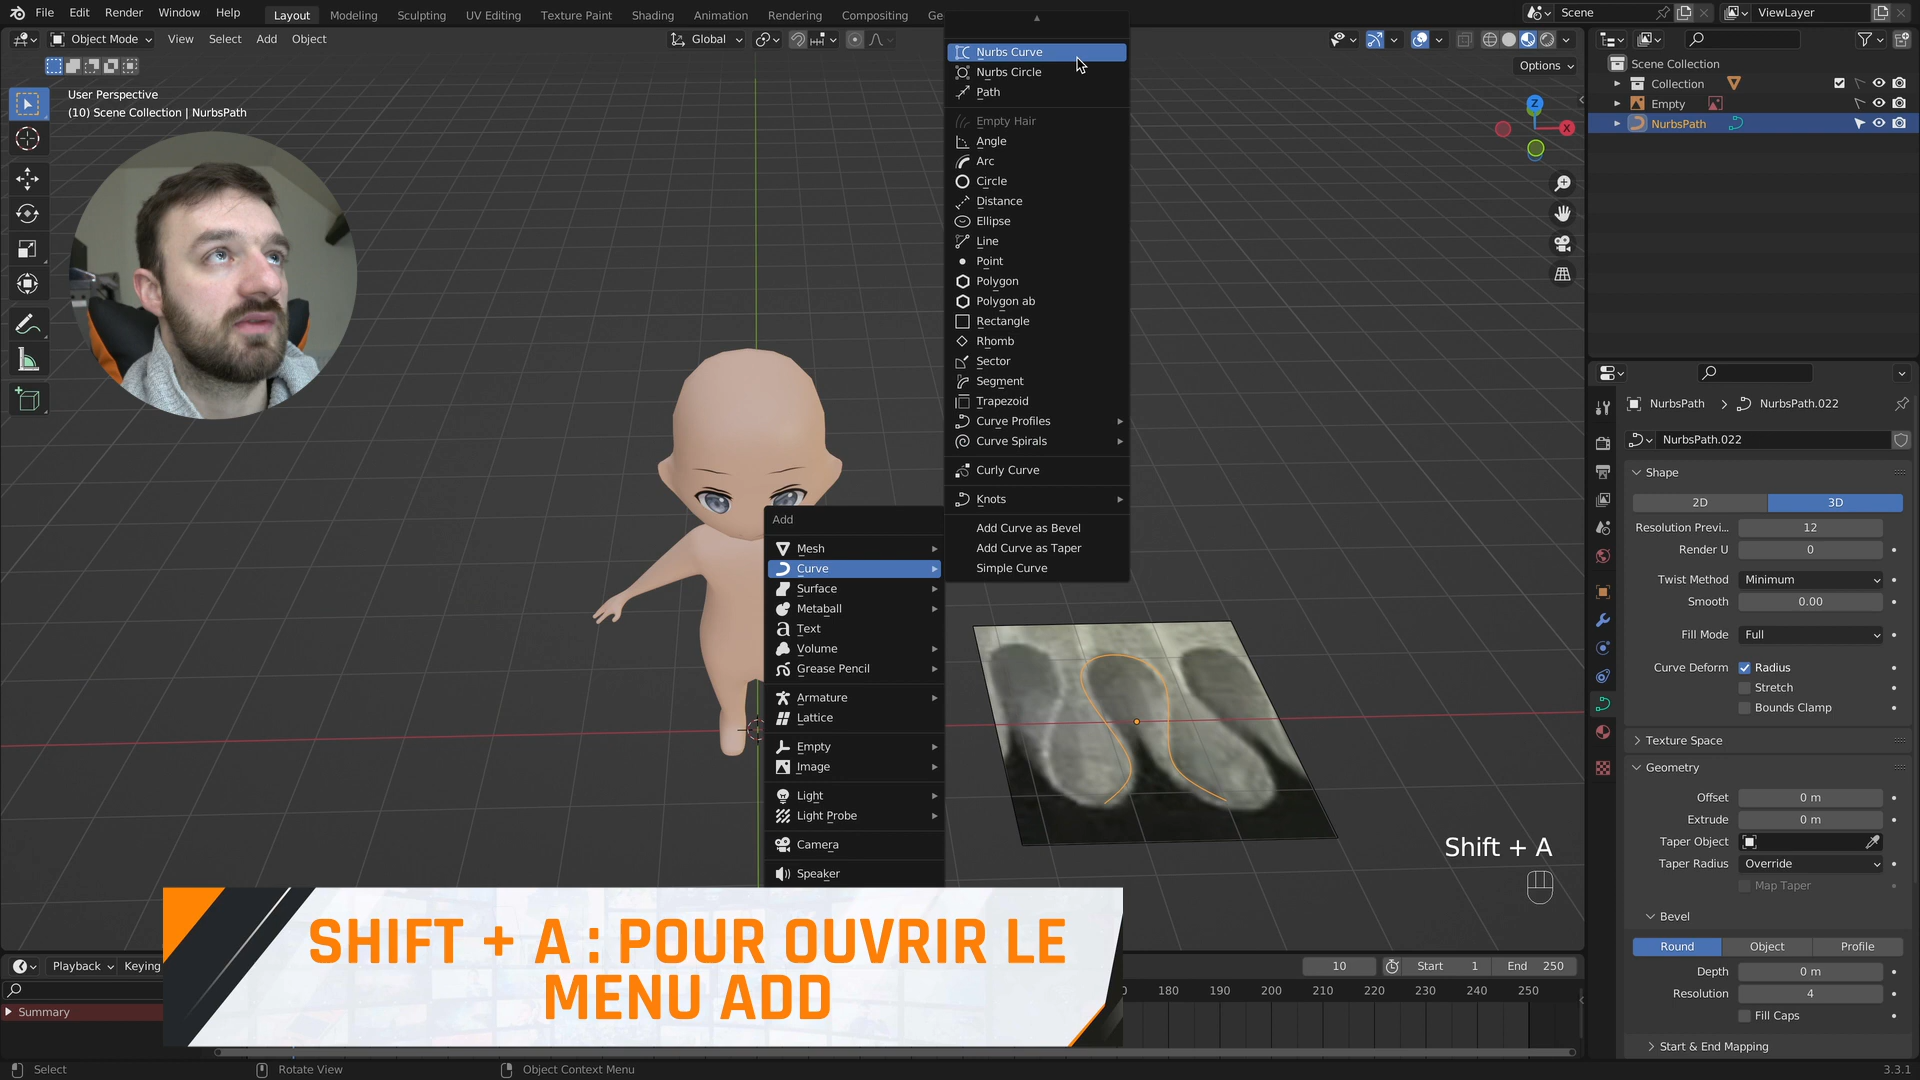 File Edit Render Window Help
Layout Modeling Sculpting UV Editing Texture Paint Shading Animation Rendering Compositing Ge
Scene ViewLayer
Object Mode View Select Add Object
Global
Options
User Perspective
(10) Scene Collection | NurbsPath
Nurbs Curve
Nurbs Circle
Path
Empty Hair
Angle
Arc
Circle
Distance
Ellipse
Line
Point
Polygon
Polygon ab
Rectangle
Rhomb
Sector
Segment
Trapezoid
Curve Profiles
Curve Spirals
Curly Curve
Knots
Add Curve as Bevel
Add Curve as Taper
Simple Curve
Add
Mesh
Curve
Surface
Metaball
Text
Volume
Grease Pencil
Armature
Lattice
Empty
Image
Light
Light Probe
Camera
Speaker
Z
X
Shift + A
Scene Collection
Collection
Empty
NurbsPath
NurbsPath > NurbsPath.022
NurbsPath.022
Shape
2D 3D
Resolution Previ... 12
Render U 0
Twist Method Minimum
Smooth 0.00
Fill Mode Full
Curve Deform Radius
Stretch
Bounds Clamp
Texture Space
Geometry
Offset 0 m
Extrude 0 m
Taper Object
Taper Radius Override
Map Taper
Bevel
Round Object Profile
Depth 0 m
Resolution 4
Fill Caps
Start & End Mapping
SHIFT + A : POUR OUVRIR LE
MENU ADD
Playback Keying
10 Start 1 End 250
180 190 200 210 220 230 240 250
Summary
Select Rotate View Object Context Menu
3.3.1